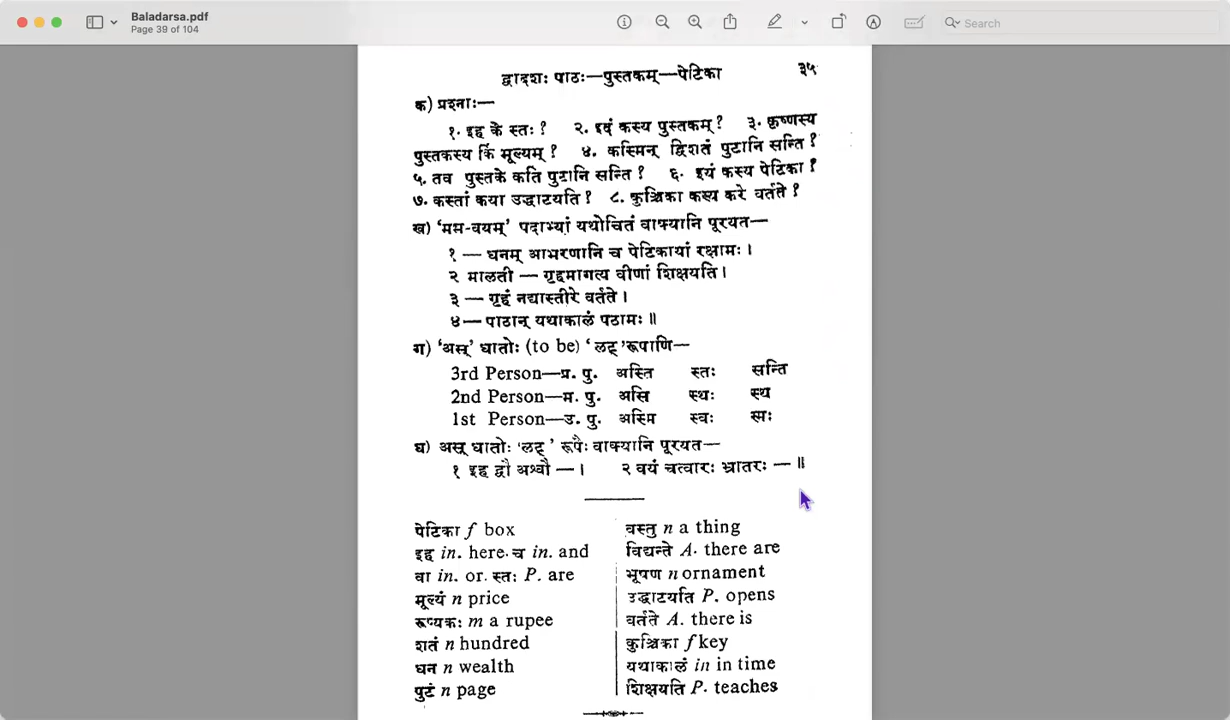 Baladarsa.pdf
Page 39 of 104
Search
द्वादशः पाठः—पुस्तकम्—पेटिका ३५
क) प्रश्नाः—
१. इह के स्तः ? २. इदं कस्य पुस्तकम् ? ३. कृष्णस्य
पुस्तकस्य किं मूल्यम् ? ४. कस्मिन् द्विशतं पुटानि सन्ति ?
५. तव पुस्तके कति पुटानि सन्ति ? ६. इयं कस्य पेटिका ?
७. कस्तां कया उद्घाटयति ? ८. कुञ्चिका कस्य करे वर्तते ?
ख) ‘मम-वयम्’ पदाभ्यां यथोचितं वाक्यानि पूरयत—
१ — धनम् आभरणानि च पेटिकायां रक्षामः ।
२ मालती — गृहमागत्य वीणां शिक्षयति ।
३ — गृहं नद्यास्तीरे वर्तते ।
४— पाठान् यथाकालं पठामः ॥
ग) ‘अस्’ धातोः (to be) ‘लट्’ रूपाणि—
3rd Person—प्र. पु. अस्ति स्तः सन्ति
2nd Person—म. पु. असि स्थः स्थ
1st Person—उ. पु. अस्मि स्वः स्मः
घ) अस् धातोः ‘लट्’ रूपैः वाक्यानि पूरयत—
१ इह द्वौ अश्वौ — । २ वयं चत्वारः भ्रातरः — ॥
पेटिका f box
इह in. here. च in. and
वा in. or. स्तः P. are
मूल्यं n price
रूप्यकः m a rupee
शतं n hundred
धन n wealth
पुटं n page
वस्तु n a thing
विद्यन्ते A. there are
भूषण n ornament
उद्घाटयति P. opens
वर्तते A. there is
कुञ्चिका f key
यथाकालं in in time
शिक्षयति P. teaches